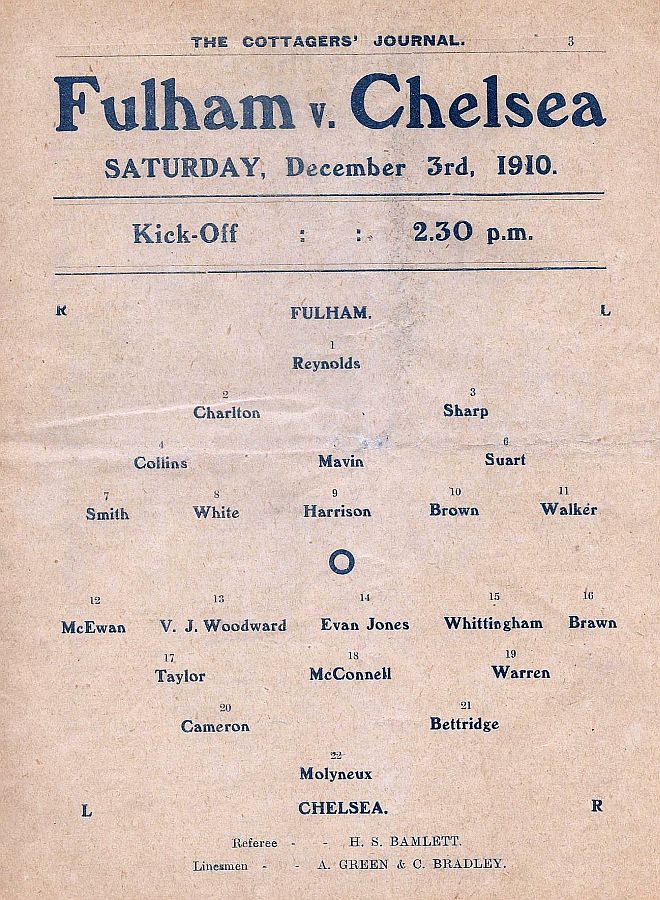 THE COTTAGERS' JOURNAL. 3
Fulham v. Chelsea
SATURDAY, December 3rd, 1910.
Kick-Off : : 2.30 p.m.
R FULHAM. L
1
Reynolds
2 3
Charlton Sharp
4 5 6
Collins Mavin Suart
7 8 9 10 11
Smith White Harrison Brown Walker
O
12 13 14 15 16
McEwan V. J. Woodward Evan Jones Whittingham Brawn
17 18 19
Taylor McConnell Warren
20 21
Cameron Bettridge
22
Molyneux
L CHELSEA. R
Referee - - H. S. BAMLETT.
Linesmen - - A. GREEN & C. BRADLEY.